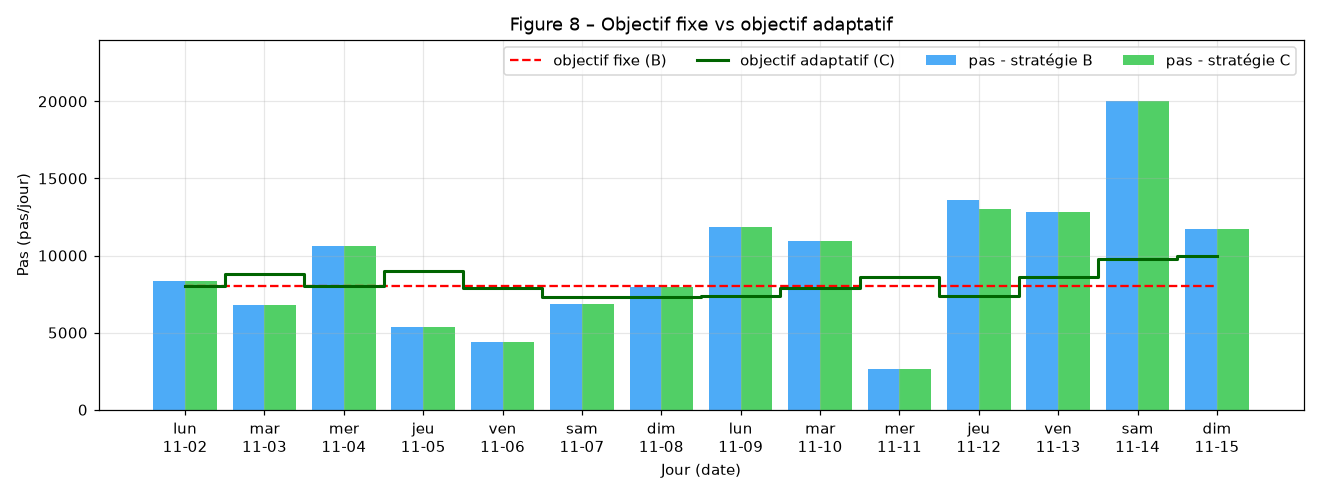 Figure 8 – Objectif fixe vs objectif adaptatif
objectif fixe (B) objectif adaptatif (C) pas - stratégie B pas - stratégie C
Pas (pas/jour)
20000
15000
10000
5000
0
lun mar mer jeu ven sam dim lun mar mer jeu ven sam dim
11-02 11-03 11-04 11-05 11-06 11-07 11-08 11-09 11-10 11-11 11-12 11-13 11-14 11-15
Jour (date)